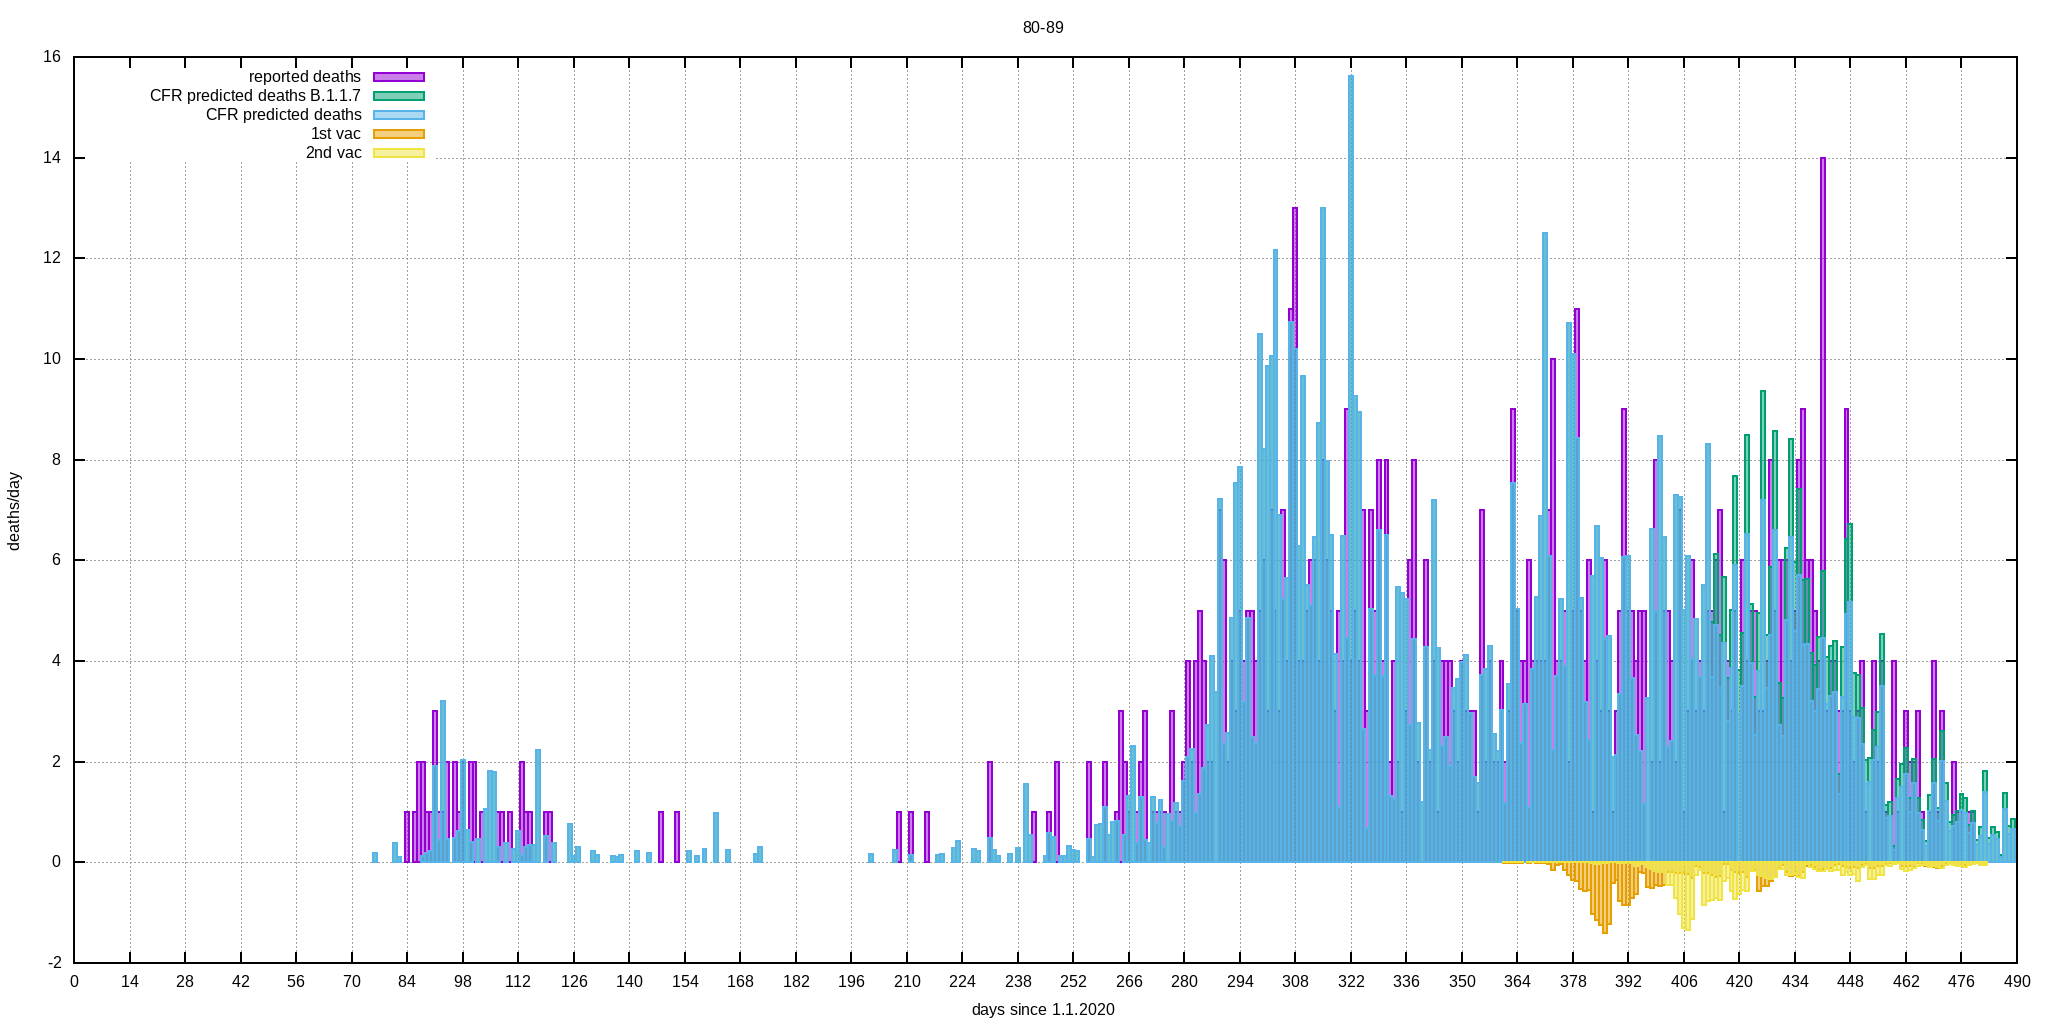 80-89
reported deaths
CFR predicted deaths B.1.1.7
CFR predicted deaths
1st vac
2nd vac
16
14
12
10
8
6
4
2
0
-2
deaths/day
0 14 28 42 56 70 84 98 112 126 140 154 168 182 196 210 224 238 252 266 280 294 308 322 336 350 364 378 392 406 420 434 448 462 476 490
days since 1.1.2020